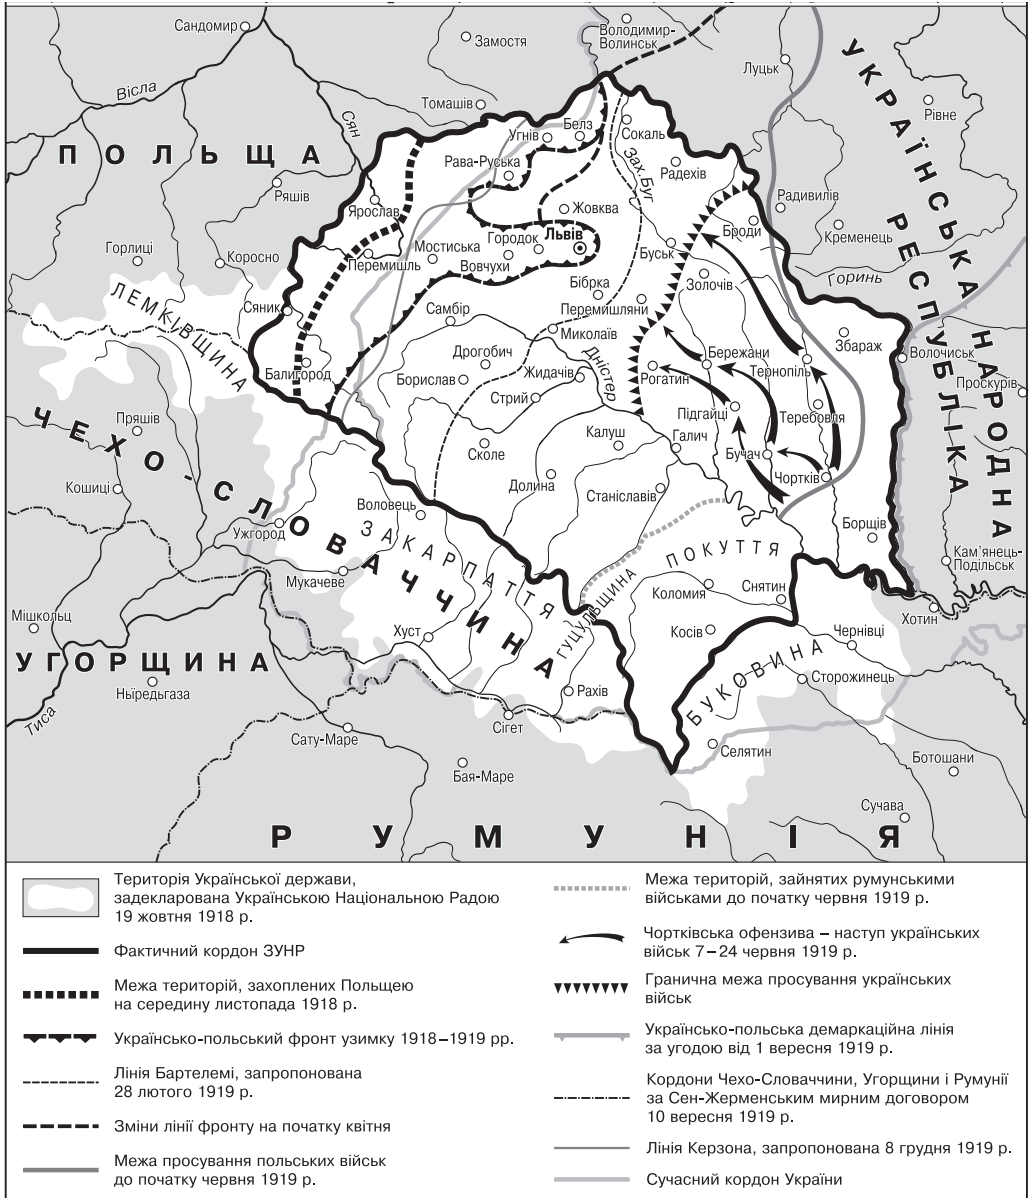 Сандомир
Замостя
Володимир-
Волинськ
Луцьк
Рівне
Вісла
Томашів
Сян
Угнів
Белз
Сокаль
УКРАЇНСЬКА НАРОДНА
РЕСПУБЛІКА
ПОЛЬЩА
Рава-Руська
Зах.Буг
Радехів
Ряшів
Ярослав
Жовква
Радивилів
Броди
Кременець
Горлиці
Коросно
Перемишль
Мостиська
Городок
Львів
Вовчухи
Буськ
Горинь
Золочів
ЛЕМКІВЩИНА
Сяник
Самбір
Бібрка
Перемишляни
Миколаїв
Збараж
Волочиськ
Балигород
Дрогобич
Борислав
Жидачів
Дністер
Рогатин
Бережани
Тернопіль
Проскурів
Стрий
Підгайці
Теребовля
ЧЕХО-СЛОВАЧЧИНА
Пряшів
Сколе
Калуш
Галич
Бучач
Чортків
Кошиці
Долина
Станіславів
Воловець
Ужгород
ЗАКАРПАТТЯ
Борщів
ПОКУТТЯ
Кам'янець-
Подільськ
Мукачеве
ГУЦУЛЬЩИНА
Коломия
Снятин
Мішкольц
Хотин
Хуст
Косів
Чернівці
УГОРЩИНА
Ньіредьгаза
Рахів
БУКОВИНА
Сторожинець
Тиса
Сату-Маре
Сігет
Селятин
Ботошани
Бая-Маре
Сучава
РУМУНІЯ
Територія Української держави,
задекларована Українською Національною Радою
19 жовтня 1918 р.
Фактичний кордон ЗУНР
Межа територій, захоплених Польщею
на середину листопада 1918 р.
Українсько-польський фронт узимку 1918–1919 рр.
Лінія Бартелемі, запропонована
28 лютого 1919 р.
Зміни лінії фронту на початку квітня
Межа просування польських військ
до початку червня 1919 р.
Межа територій, зайнятих румунськими
військами до початку червня 1919 р.
Чортківська офензива – наступ українських
військ 7–24 червня 1919 р.
Гранична межа просування українських
військ
Українсько-польська демаркаційна лінія
за угодою від 1 вересня 1919 р.
Кордони Чехо-Словаччини, Угорщини і Румунії
за Сен-Жерменським мирним договором
10 вересня 1919 р.
Лінія Керзона, запропонована 8 грудня 1919 р.
Сучасний кордон України